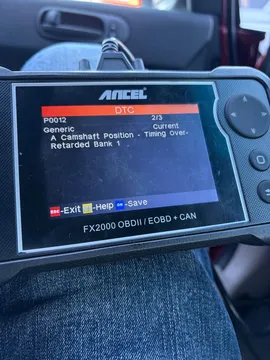 ANCEL
DTC
P0012 2/3
Generic Current
A Camshaft Position - Timing Over-
Retarded Bank 1
-Exit -Help -Save
FX2000 OBDII / EOBD + CAN